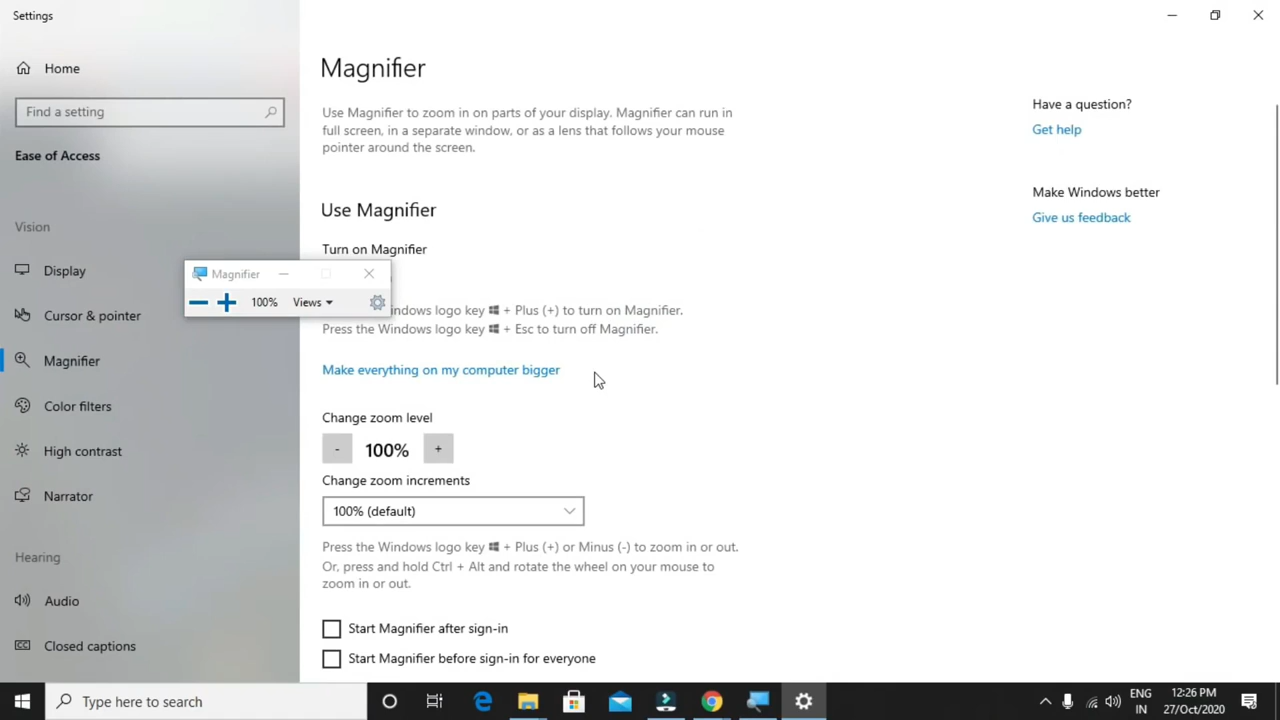 Settings
Home
Find a setting
Ease of Access
Vision
Display
Cursor & pointer
Magnifier
Color filters
High contrast
Narrator
Hearing
Audio
Closed captions
Magnifier
Use Magnifier to zoom in on parts of your display. Magnifier can run
full screen, in a separate window, or as a lens that follows your mouse
pointer around the screen.
Use Magnifier
Turn on Magnifier
Magnifier
100% Views
indows logo key + Plus (+) to turn on Magnifier.
Press the Windows logo key + Esc to turn off Magnifier.
Make everything on my computer bigger
Change zoom level
- 100% +
Change zoom increments
100% (default)
Press the Windows logo key + Plus (+) or Minus (-) to zoom in or out.
Or, press and hold Ctrl + Alt and rotate the wheel on your mouse to
zoom in or out.
Start Magnifier after sign-in
Start Magnifier before sign-in for everyone
Have a question?
Get help
Make Windows better
Give us feedback
Type here to search
ENG
IN
12:26 PM
27/Oct/2020